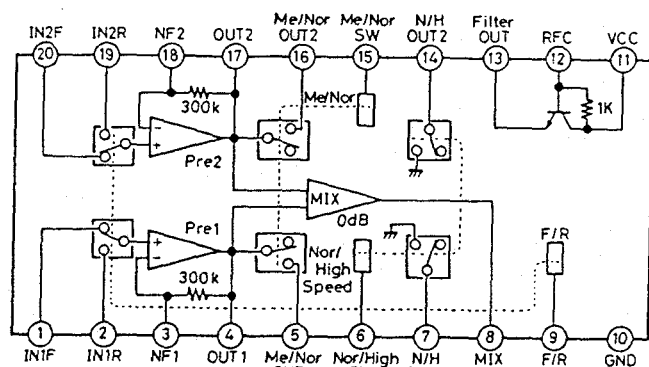 IN2F IN2R NF2 OUT2 Me/Nor OUT2 Me/Nor SW N/H OUT2 Filter OUT RFC VCC
20 19 18 17 16 15 14 13 12 11
300k
Me/Nor
1K
Pre2
MIX
0dB
Pre1
Nor/
High
Speed
F/R
300k
1 2 3 4 5 6 7 8 9 10
IN1F IN1R NF1 OUT1 Me/Nor Nor/High N/H MIX F/R GND